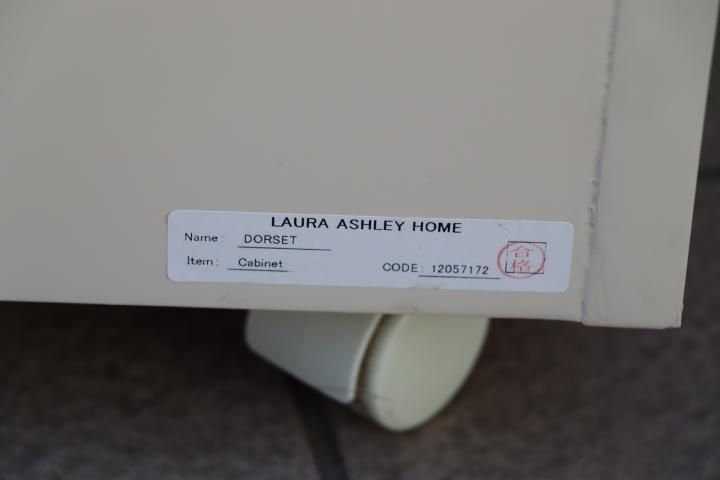 LAURA ASHLEY HOME
Name: DORSET
Item: Cabinet
CODE: 12057172
合格